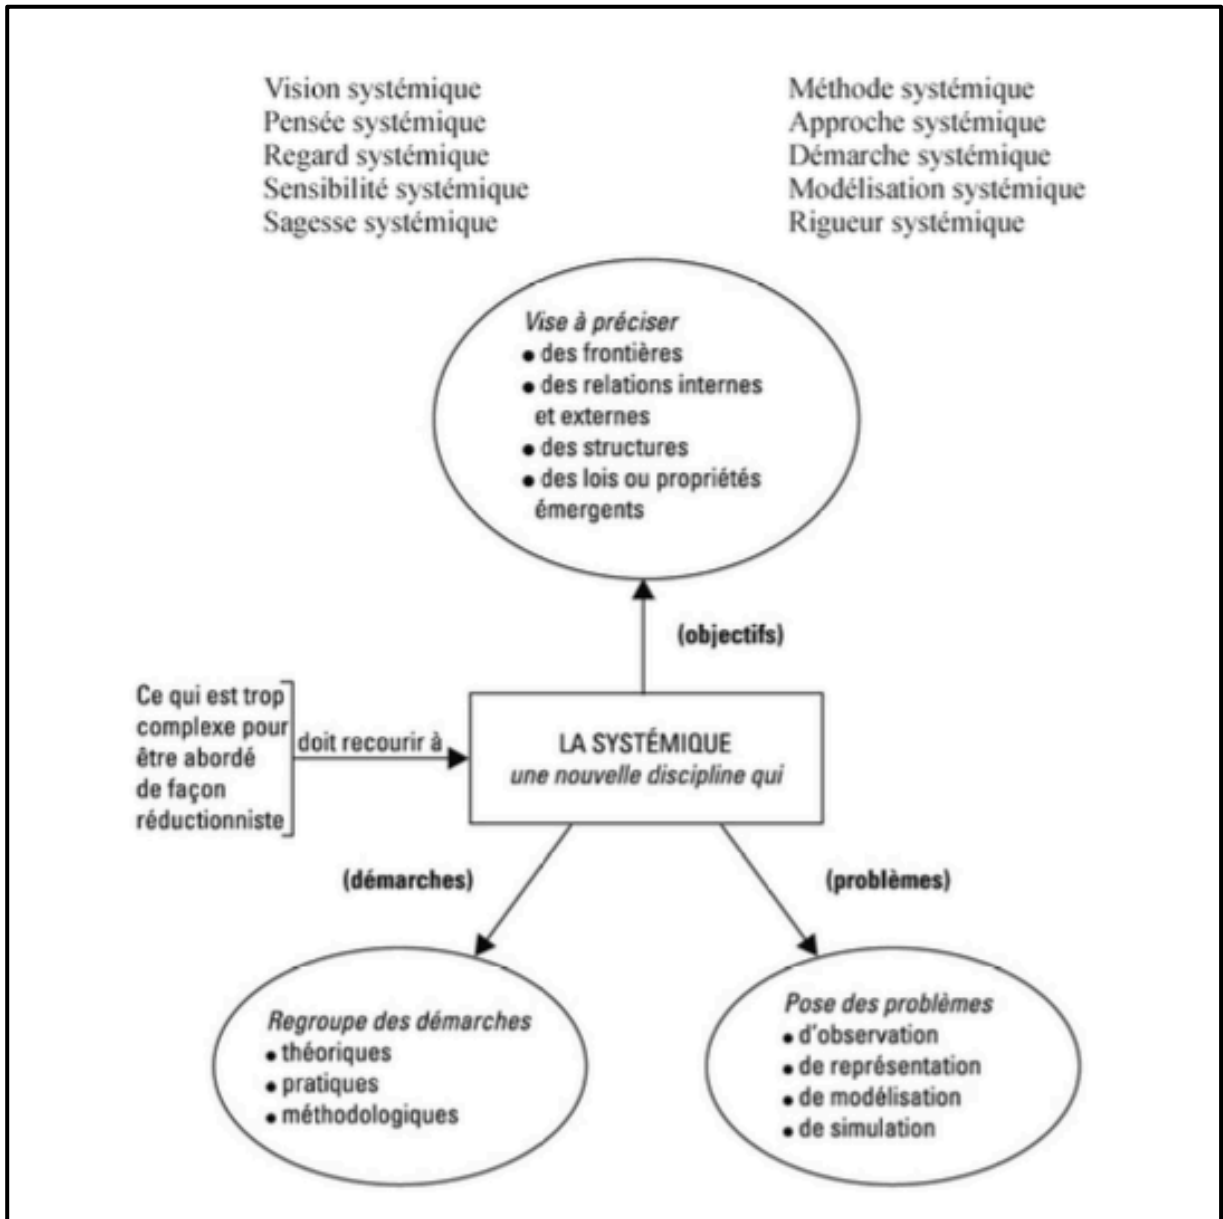 Vision systémique
Pensée systémique
Regard systémique
Sensibilité systémique
Sagesse systémique
Méthode systémique
Approche systémique
Démarche systémique
Modélisation systémique
Rigueur systémique
Vise à préciser
● des frontières
● des relations internes
et externes
● des structures
● des lois ou propriétés
émergents
(objectifs)
Ce qui est trop
complexe pour
être abordé
de façon
réductionniste
doit recourir à
LA SYSTÉMIQUE
une nouvelle discipline qui
(démarches)
(problèmes)
Regroupe des démarches
● théoriques
● pratiques
● méthodologiques
Pose des problèmes
● d'observation
● de représentation
● de modélisation
● de simulation